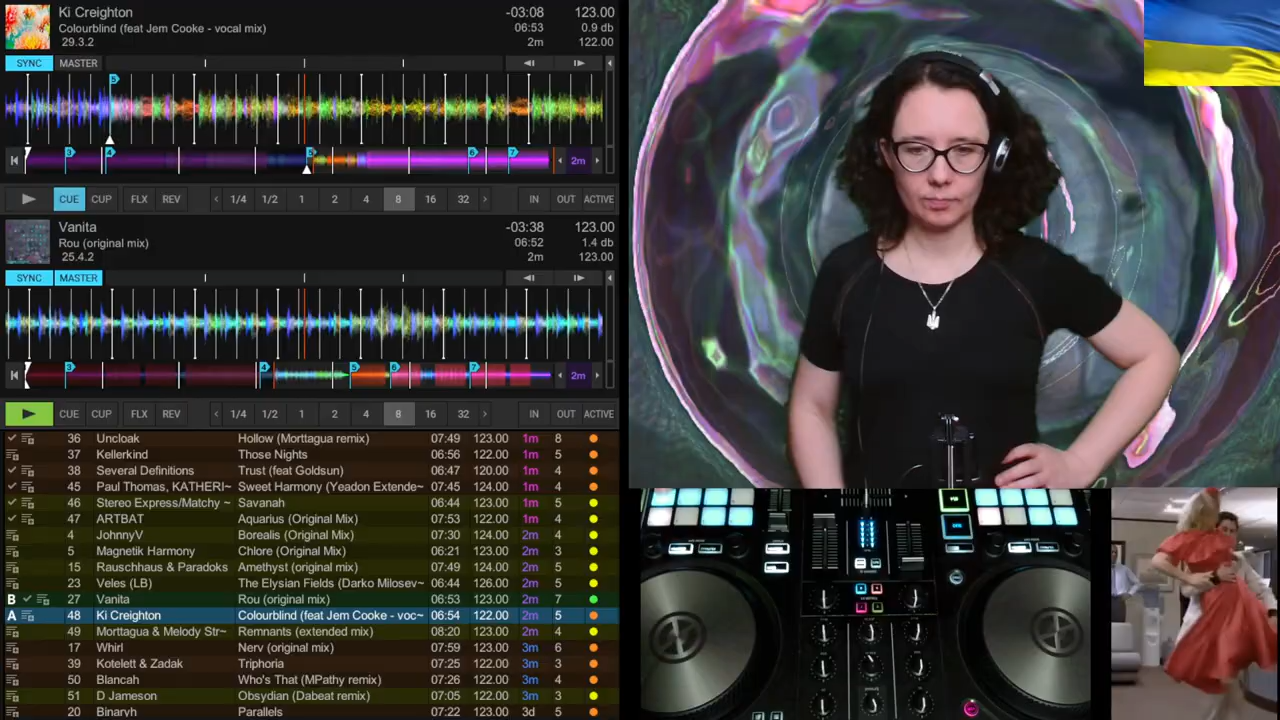 Ki Creighton -03:08 123.00
Colourblind (feat Jem Cooke - vocal mix) 06:53 0.9 db
29.3.2 2m 122.00
SYNC MASTER
5
3 4 5 6 7 2m
CUE CUP FLX REV 1/4 1/2 1 2 4 8 16 32 IN OUT ACTIVE
Vanita -03:38 123.00
Rou (original mix) 06:52 1.4 db
25.4.2 2m 123.00
SYNC MASTER
3 4 5 6 7 2m
CUE CUP FLX REV 1/4 1/2 1 2 4 8 16 32 IN OUT ACTIVE
36 Uncloak Hollow (Morttagua remix) 07:49 123.00 1m 8
37 Kellerkind Those Nights 06:56 122.00 1m 5
38 Several Definitions Trust (feat Goldsun) 06:47 120.00 1m 4
45 Paul Thomas, KATHERI~ Sweet Harmony (Yeadon Extende~ 07:45 124.00 1m 4
46 Stereo Express/Matchy ~ Savanah 06:44 123.00 1m 5
47 ARTBAT Aquarius (Original Mix) 07:53 122.00 1m 4
4 JohnnyV Borealis (Original Mix) 07:30 124.00 2m 4
5 Magnetik Harmony Chlore (Original Mix) 06:21 123.00 2m 3
15 Rauschhaus & Paradoks Amethyst (original mix) 07:49 123.00 2m 4
23 Veles (LB) The Elysian Fields (Darko Milosev~ 06:44 126.00 2m 4
B 27 Vanita Rou (original mix) 06:53 123.00 2m 7
A 48 Ki Creighton Colourblind (feat Jem Cooke - voc~ 06:54 122.00 2m 5
49 Morttagua & Melody Str~ Remnants (extended mix) 08:20 123.00 2m 4
17 Whirl Nerv (original mix) 07:59 123.00 3m 6
39 Kotelett & Zadak Triphoria 07:25 122.00 3m 3
50 Blancah Who's That (MPathy remix) 07:26 123.00 3m 4
51 D Jameson Obsydian (Dabeat remix) 07:05 122.00 3m 3
20 Binaryh Parallels 07:22 123.00 3d 5